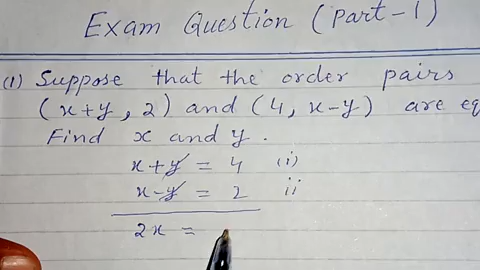 Exam Question (Part-1)
(1) Suppose that the order pairs
(x+y, 2) and (4, x-y) are eq
Find x and y.
x+y = 4 (i)
x-y = 2 ii
2x =